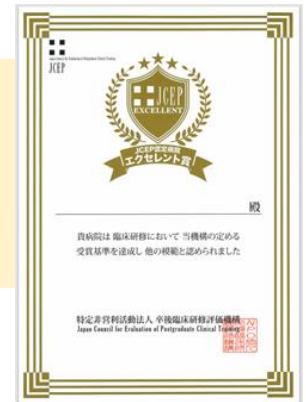 JCEP
JCEP
EXCELLENT
JCEP認定病院
エクセレント賞
殿
貴病院は 臨床研修において 当機構の定める
受賞基準を達成し 他の模範と認められました
特定非営利活動法人 卒後臨床研修評価機構
Japan Council for Evaluation of Postgraduate Clinical Training